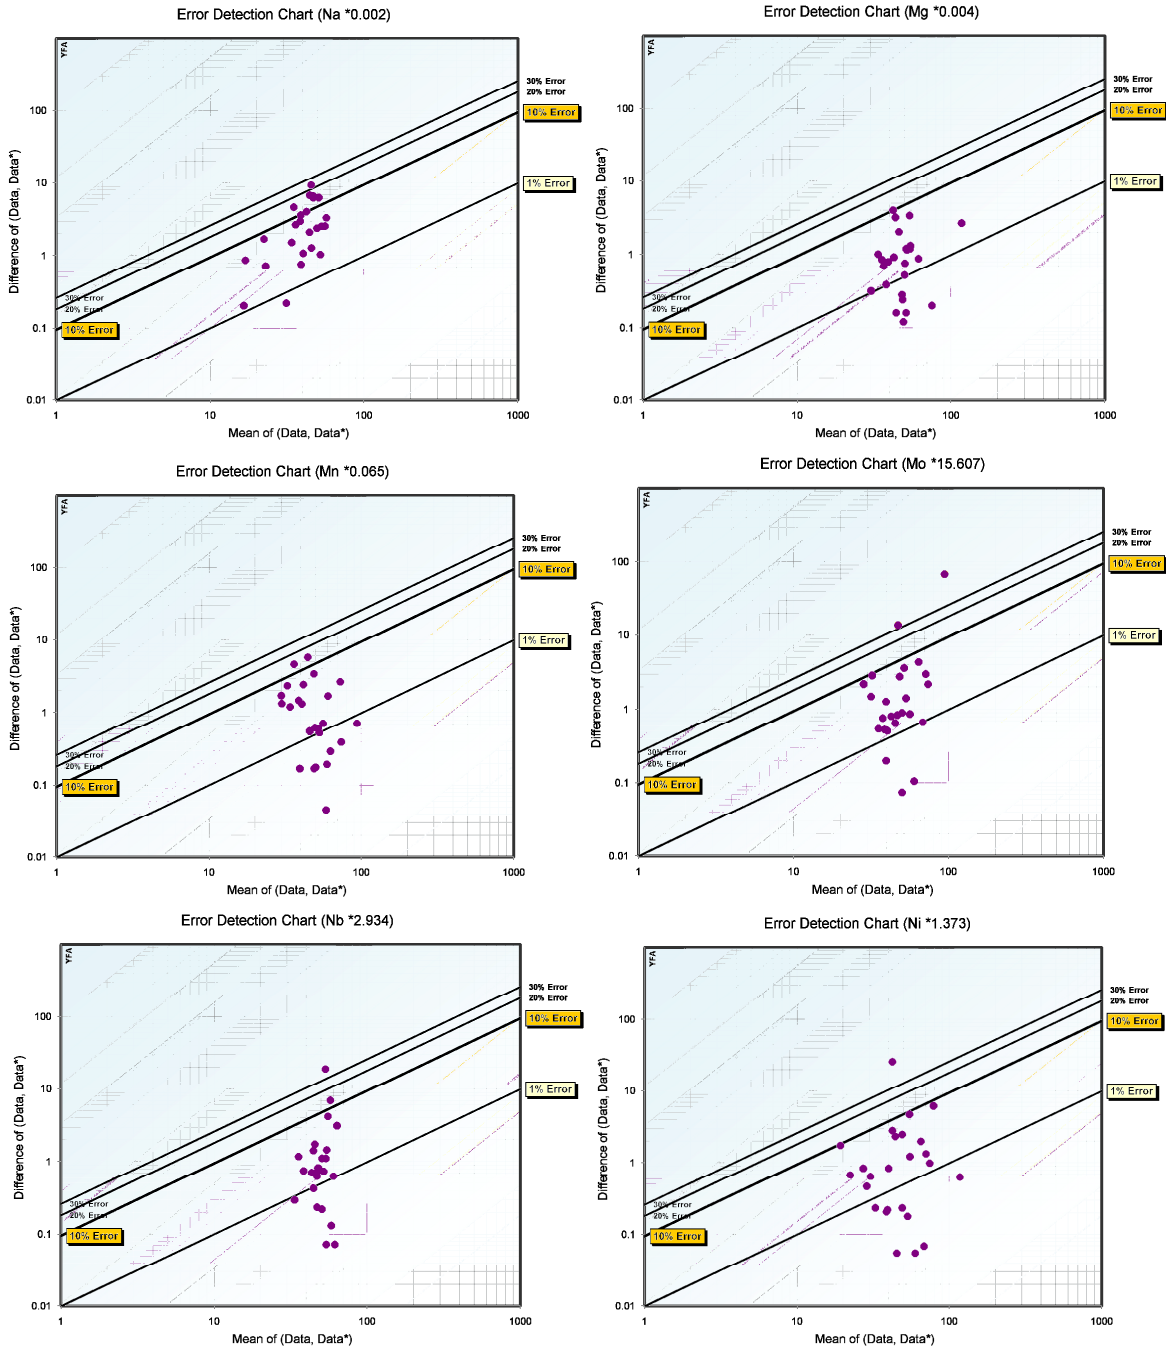 Error Detection Chart (Na *0.002)
YFA
Difference of (Data, Data*)
100
10
1
0.1
0.01
30% Error
20% Error
10% Error
1% Error
30% Error
20% Error
10% Error
1
10
100
1000
Mean of (Data, Data*)
Error Detection Chart (Mg *0.004)
YFA
Difference of (Data, Data*)
100
10
1
0.1
0.01
30% Error
20% Error
10% Error
1% Error
30% Error
20% Error
10% Error
1
10
100
1000
Mean of (Data, Data*)
Error Detection Chart (Mn *0.065)
YFA
Difference of (Data, Data*)
100
10
1
0.1
0.01
30% Error
20% Error
10% Error
1% Error
30% Error
20% Error
10% Error
1
10
100
1000
Mean of (Data, Data*)
Error Detection Chart (Mo *15.607)
YFA
Difference of (Data, Data*)
100
10
1
0.1
0.01
30% Error
20% Error
10% Error
1% Error
30% Error
20% Error
10% Error
1
10
100
1000
Mean of (Data, Data*)
Error Detection Chart (Nb *2.934)
YFA
Difference of (Data, Data*)
100
10
1
0.1
0.01
30% Error
20% Error
10% Error
1% Error
30% Error
20% Error
10% Error
1
10
100
1000
Mean of (Data, Data*)
Error Detection Chart (Ni *1.373)
YFA
Difference of (Data, Data*)
100
10
1
0.1
0.01
30% Error
20% Error
10% Error
1% Error
30% Error
20% Error
10% Error
1
10
100
1000
Mean of (Data, Data*)